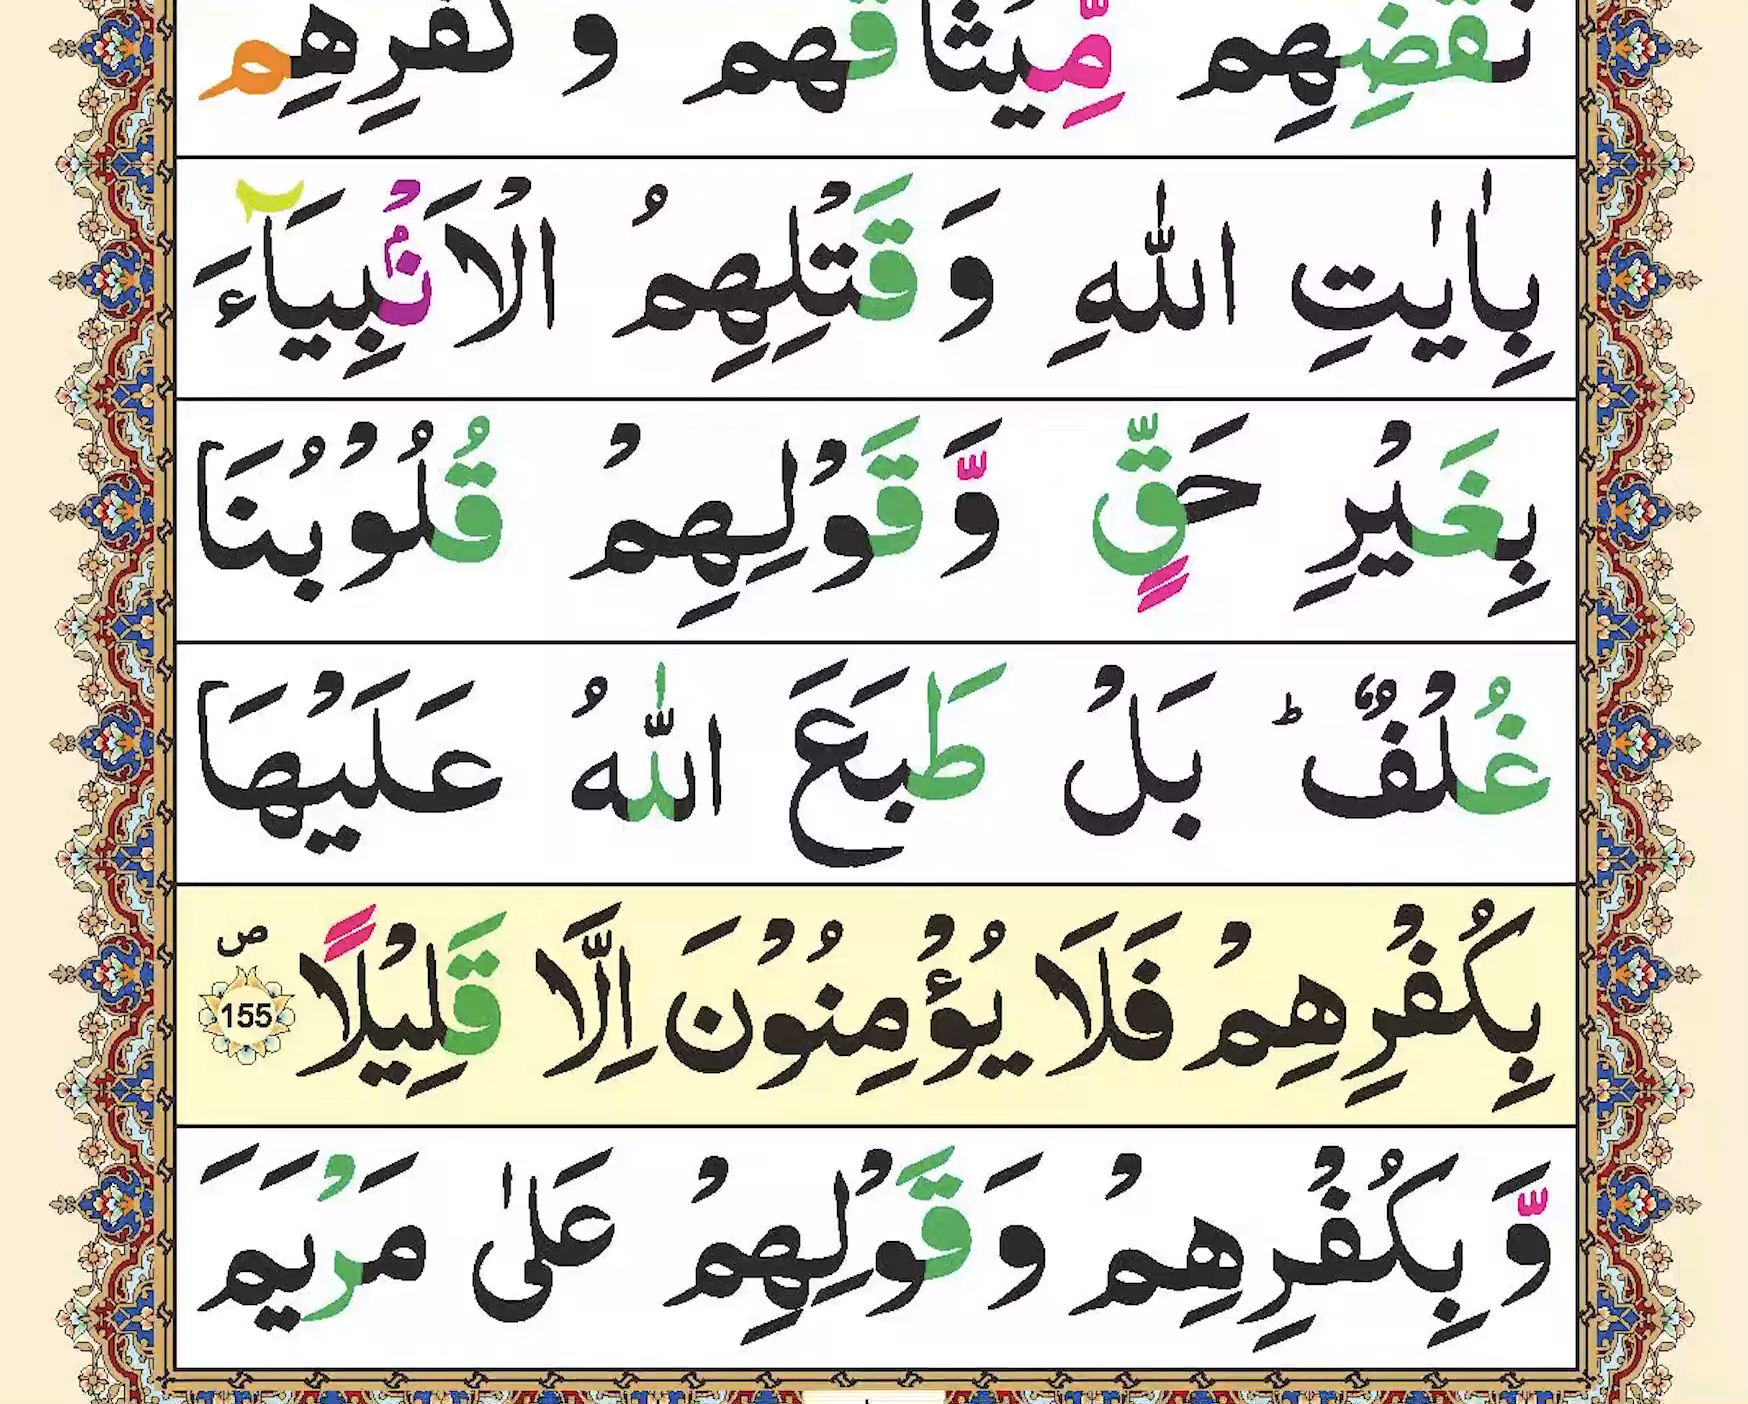 نَقْضِهِمْ مِّيْثَاقَهُمْ وَ كُفْرِهِمْ
بِاٰيٰتِ اللّٰهِ وَ قَتْلِهِمُ الْاَنْۢبِيَآءَ
بِغَيْرِ حَقٍّ وَّ قَوْلِهِمْ قُلُوْبُنَا
غُلْفٌ ؕ بَلْ طَبَعَ اللّٰهُ عَلَيْهَا
بِكُفْرِهِمْ فَلَا يُؤْمِنُوْنَ اِلَّا قَلِيْلًا ص 155
وَّ بِكُفْرِهِمْ وَ قَوْلِهِمْ عَلٰى مَرْيَمَ